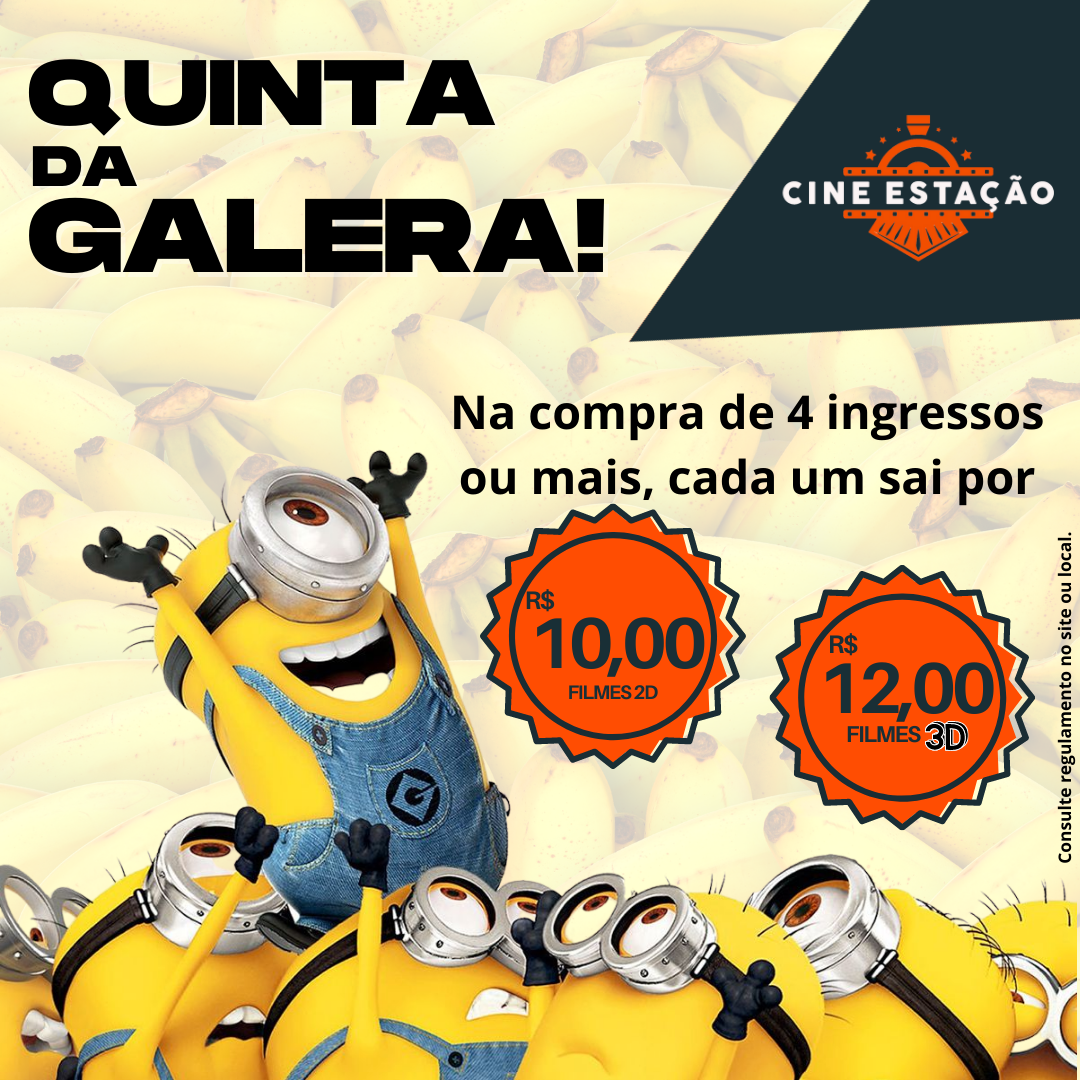 QUINTA
DA
GALERA!
CINE ESTAÇÃO
Na compra de 4 ingressos
ou mais, cada um sai por
R$
10,00
FILMES 2D
R$
12,00
FILMES 3D
Consulte regulamento no site ou local.